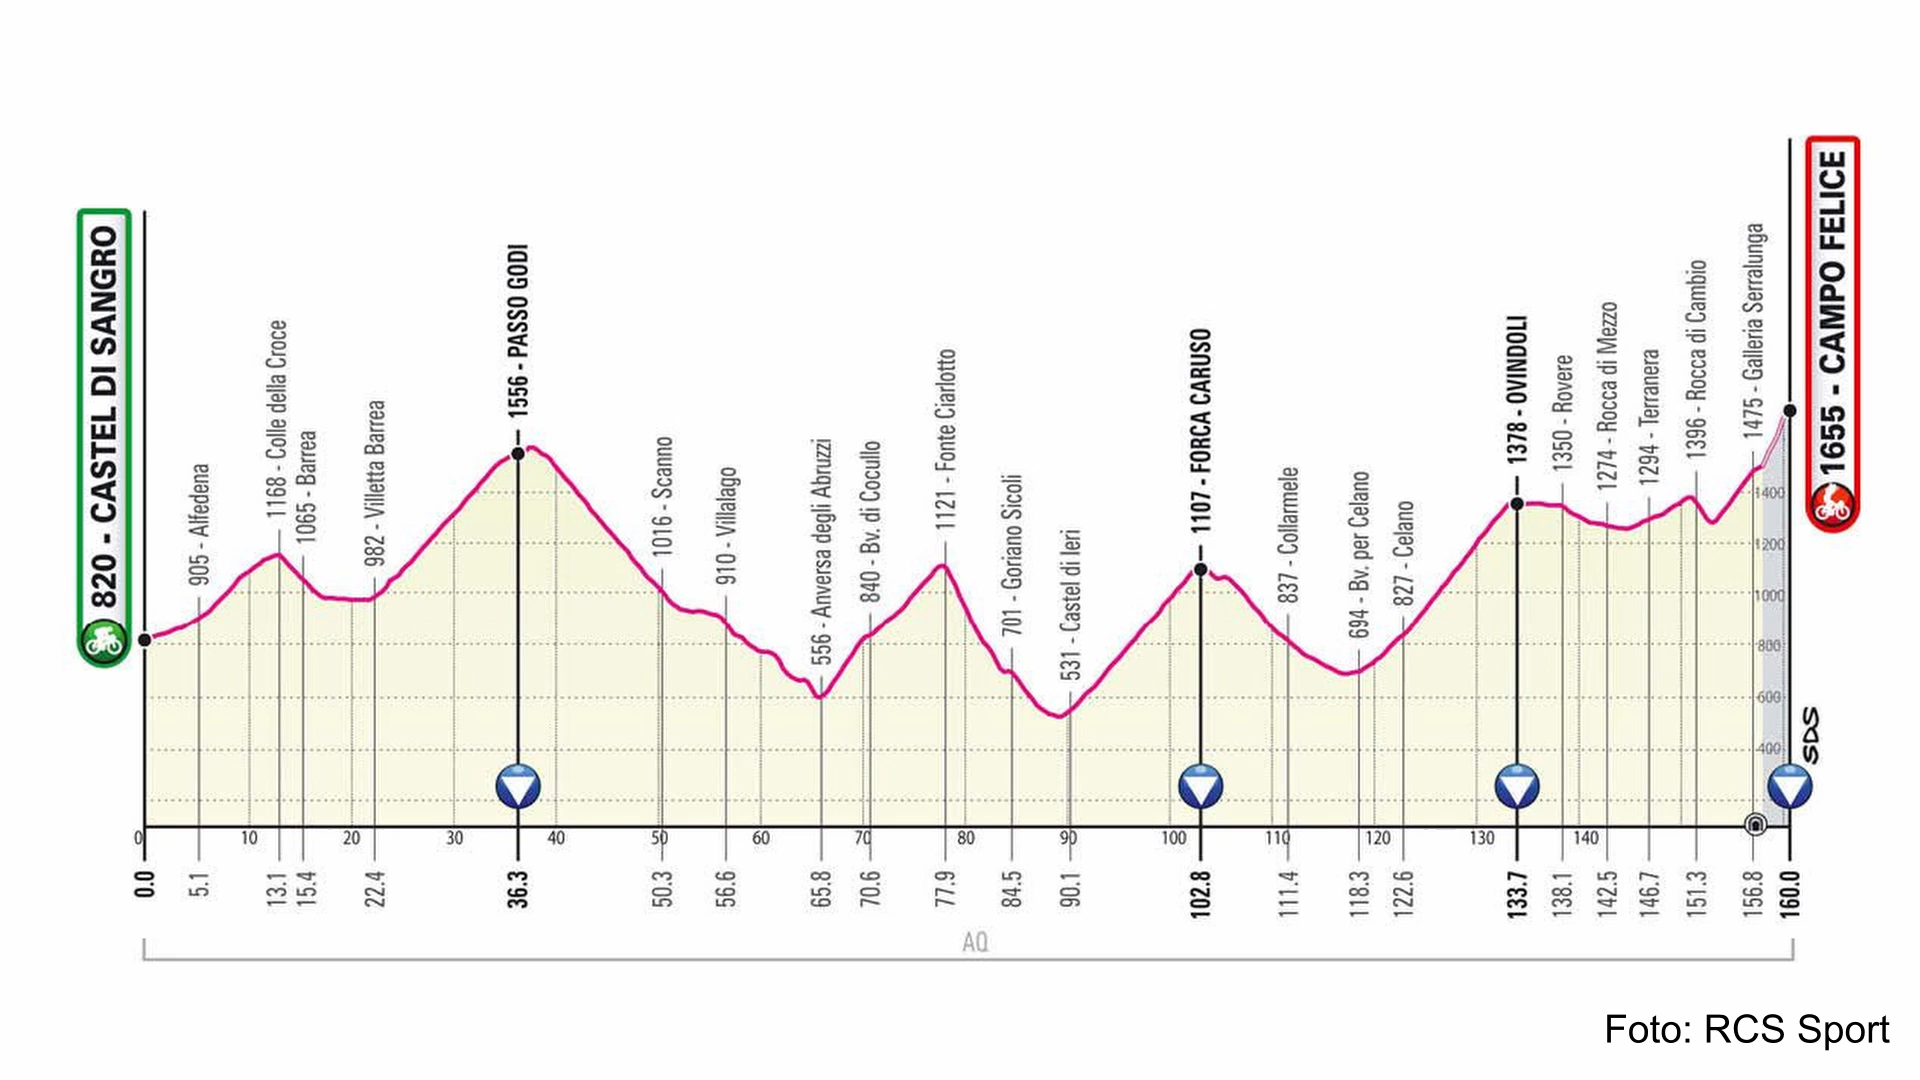 820 - CASTEL DI SANGRO
905 - Alfedena
1168 - Colle della Croce
1065 - Barrea
982 - Villetta Barrea
1556 - PASSO GODI
1016 - Scanno
910 - Villalago
556 - Anversa degli Abruzzi
840 - Bv. di Cocullo
1121 - Fonte Ciarlotto
701 - Goriano Sicoli
531 - Castel di Ieri
1107 - FORCA CARUSO
837 - Collarmele
694 - Bv. per Celano
827 - Celano
1378 - OVINDOLI
1350 - Rovere
1274 - Rocca di Mezzo
1294 - Terranera
1396 - Rocca di Cambio
1475 - Galleria Serralunga
1655 - CAMPO FELICE
1400
1200
1000
800
600
400
SDS
0 10 20 30 40 50 60 70 80 90 100 110 120 130 140
0.0 5.1 13.1 15.4 22.4 36.3 50.3 56.6 65.8 70.6 77.9 84.5 90.1 102.8 111.4 118.3 122.6 133.7 138.1 142.5 146.7 151.3 156.8 160.0
AQ
Foto: RCS Sport